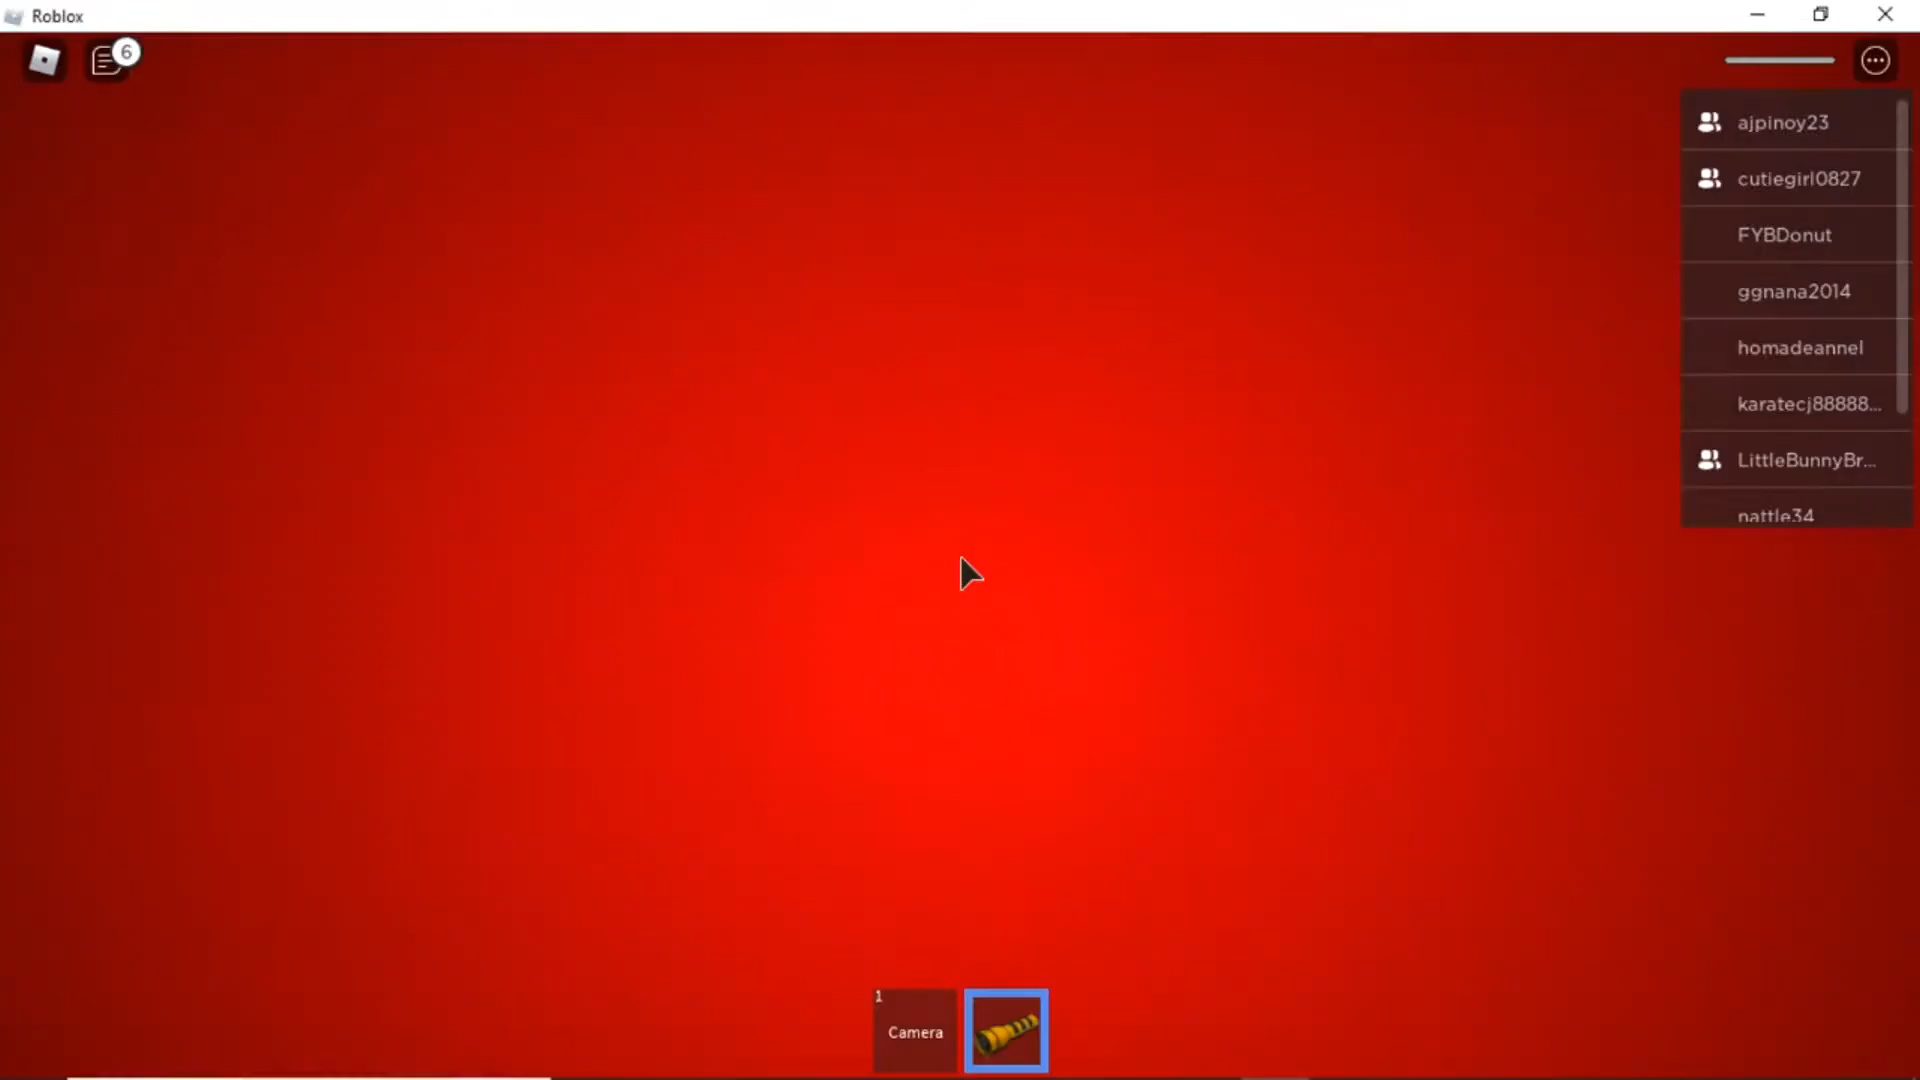 Roblox
6
ajpinoy23
cutiegirl0827
FYBDonut
ggnana2014
homadeannel
karatecj88888...
LittleBunnyBr...
nattle34
1
Camera